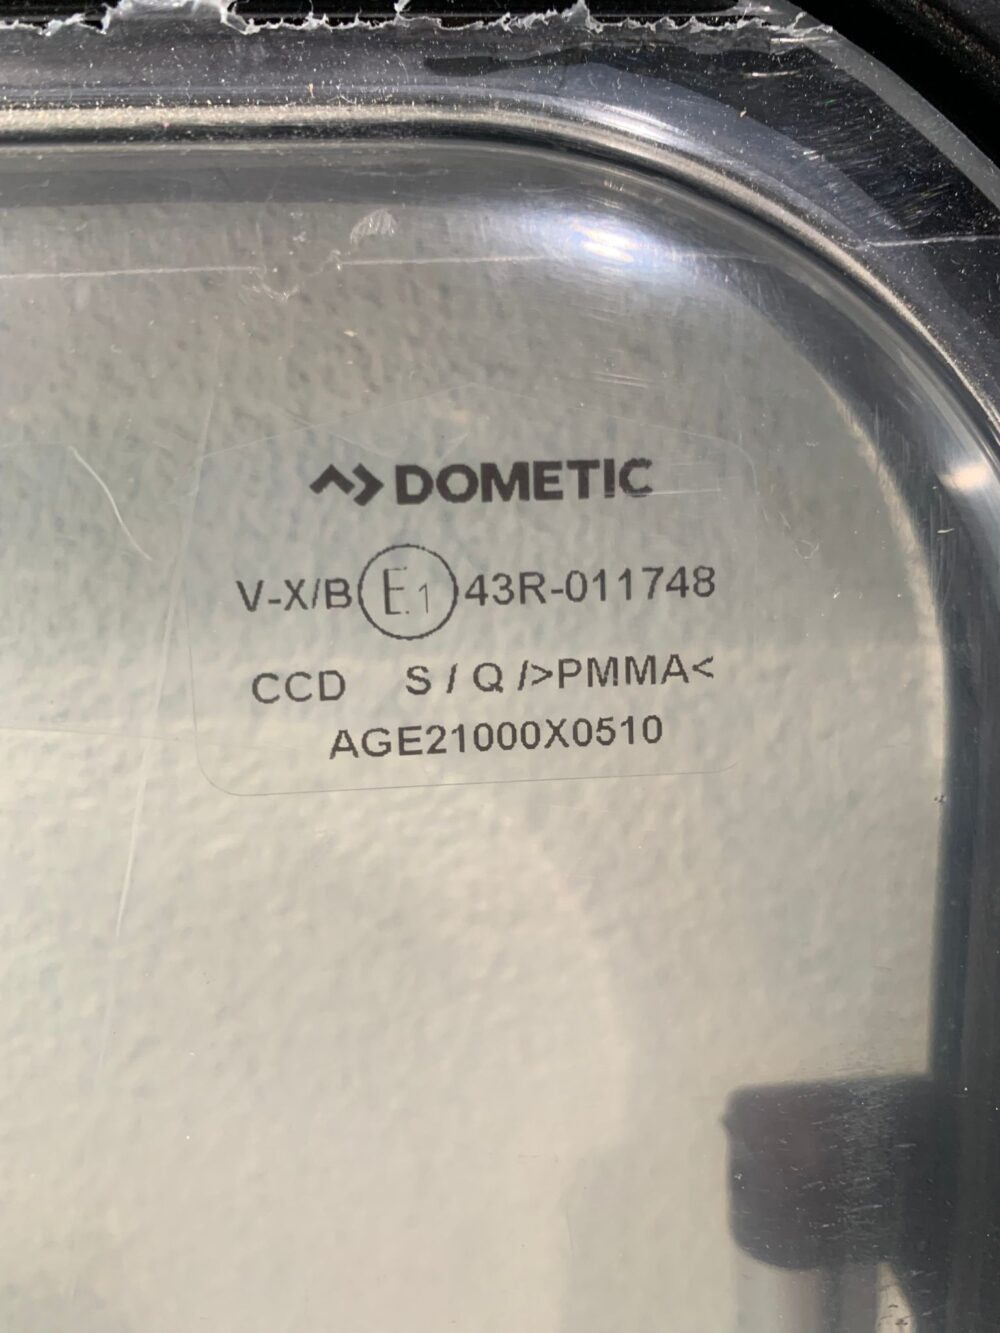 DOMETIC
V-X/B E1 43R-011748
CCD S / Q />PMMA<
AGE21000X0510